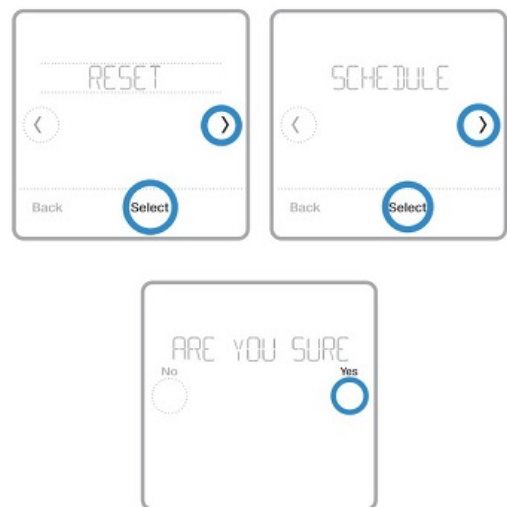 RESET
Back Select
SCHEDULE
Back Select
ARE YOU SURE
No Yes